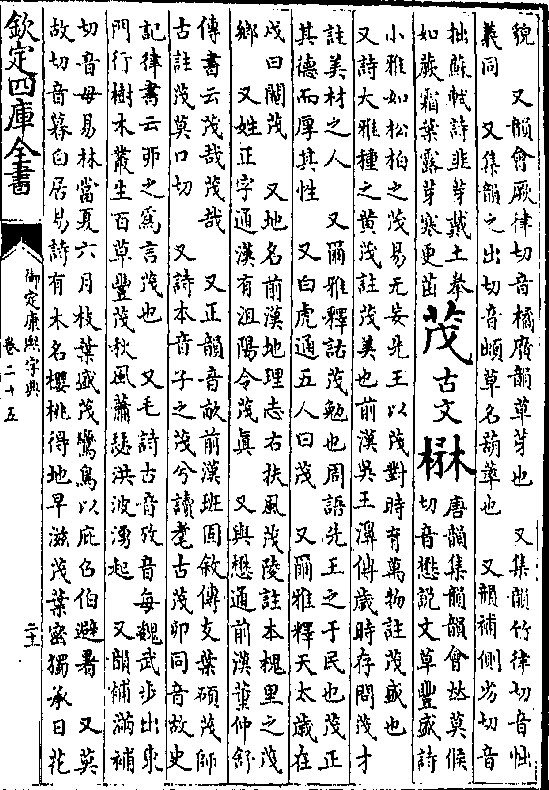 貌　又韻會厥律切音橘廣韻草芽也　又集韻竹律切音怞
義同　又集韻之出切音頔草名葫蘆也　又韻補側劣切音
拙蘇軾詩韭芽戴土拳
如蕨霜葉露芽寒更茁
茂古文𣗥
唐韻集韻韻會𠀤莫候
切音懋說文草豐盛詩
小雅如松柏之茂易无妄先王以茂對時育萬物註茂盛也
又詩大雅種之黄茂註茂美也前漢吳王濞傳歲時存問茂才
註美材之人　又爾雅釋詁茂勉也周語先王之于民也茂正
其德而厚其性　又白虎通五人曰茂　又爾雅釋天太歲在
戌曰閹茂　又地名前漢地理志右扶風茂陵註本槐里之茂
鄉　又姓正字通漢有沮陽令茂眞　又與懋通前漢董仲舒
傳書云茂哉茂哉　又正韻音畝前漢班固敘傳支葉碩茂師
古註茂莫口切　又詩本音子之茂兮讀耄古茂卯同音故史
記律書云卯之爲言茂也　又毛詩古音攷音每魏武步出東
門行樹木叢生百草豐茂秋風蕭瑟洪波湧起　又韻補滿補
切音母易林當夏六月枝葉盛茂鸞鳥以庇召伯避暑　又莫
故切音暮白居易詩有木名櫻桃得地早滋茂葉密獨承日花
欽定四庫全書
御定康熙字典
卷二十五
二十一